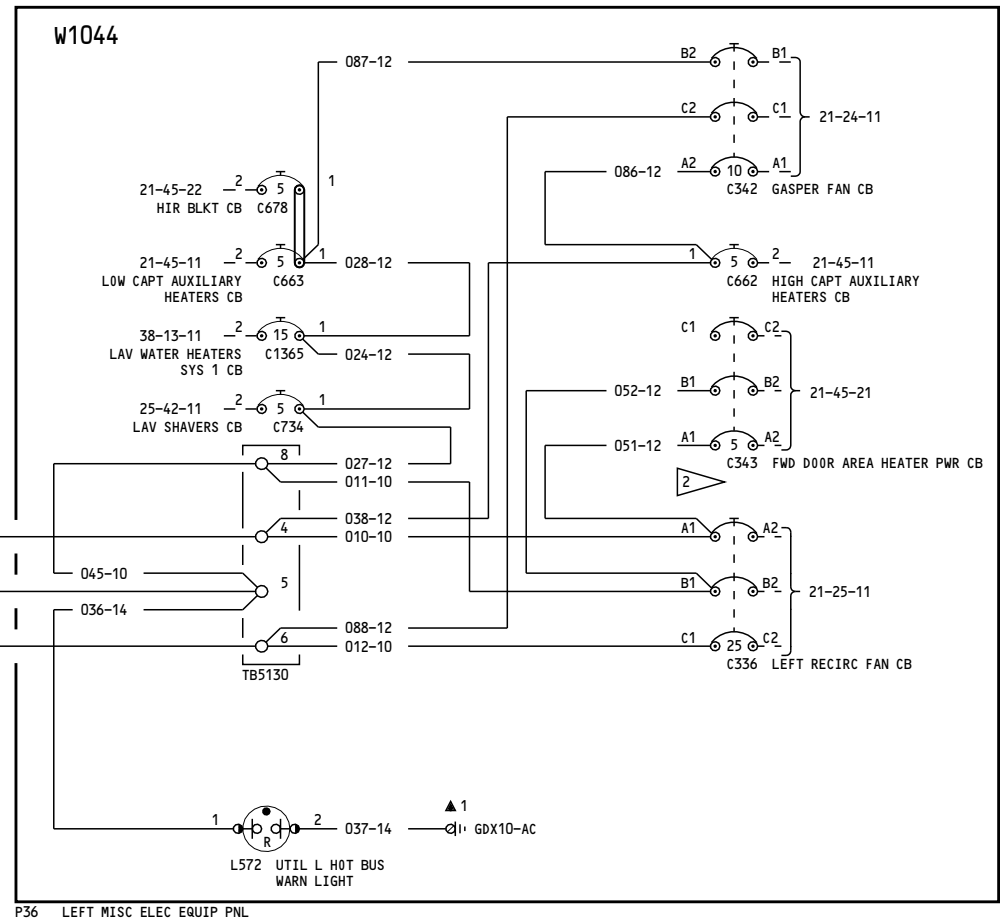 W1044
087-12 B2 B1
C2 C1 21-24-11
086-12 A2 10 A1
C342 GASPER FAN CB
21-45-22 2 5 1
HIR BLKT CB C678
21-45-11 2 5 1 028-12
LOW CAPT AUXILIARY C663
HEATERS CB
1 5 2 21-45-11
C662 HIGH CAPT AUXILIARY
HEATERS CB
38-13-11 2 15 1
LAV WATER HEATERS C1365 024-12
SYS 1 CB
C1 C2
052-12 B1 B2 21-45-21
25-42-11 2 5 1
LAV SHAVERS CB C734
051-12 A1 5 A2
C343 FWD DOOR AREA HEATER PWR CB
2
8 027-12
011-10
038-12
4 010-10 A1 A2
045-10 5 B1 B2 21-25-11
036-14
088-12
6 012-10 C1 25 C2
TB5130 C336 LEFT RECIRC FAN CB
1
1 R 2 037-14 GDX10-AC
L572 UTIL L HOT BUS
WARN LIGHT
P36 LEFT MISC ELEC EQUIP PNL